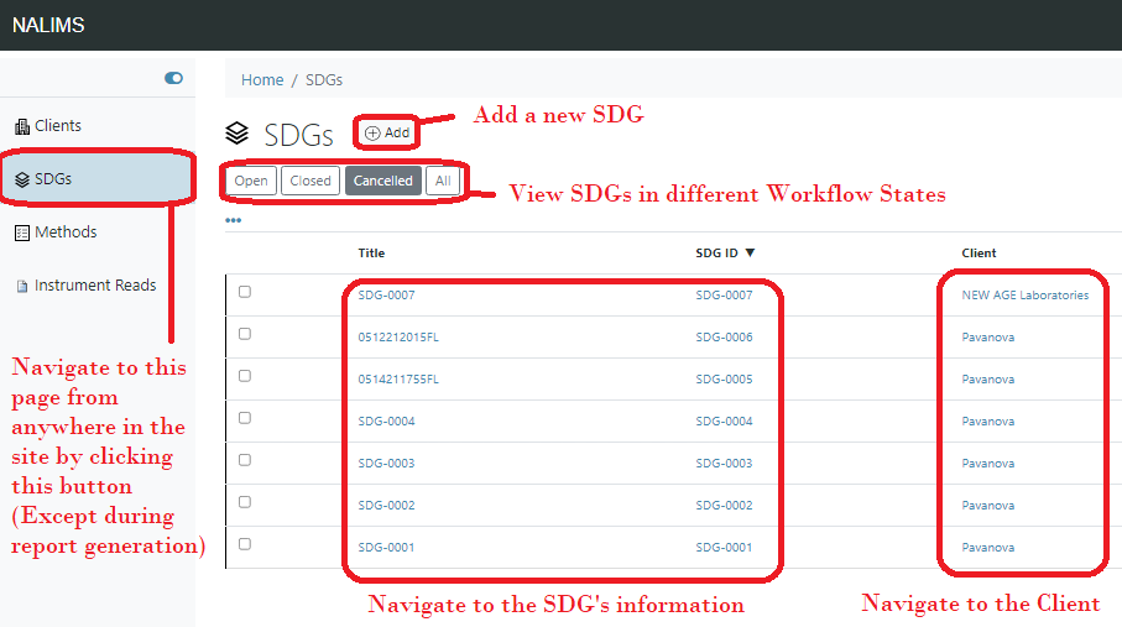 NALIMS
Home / SDGs
Clients
SDGs
Methods
Instrument Reads
Navigate to this
page from
anywhere in the
site by clicking
this button
(Except during
report generation)
SDGs Add
Add a new SDG
Open Closed Cancelled All
View SDGs in different Workflow States
Title SDG ID ▼ Client
SDG-0007 SDG-0007 NEW AGE Laboratories
0512212015FL SDG-0006 Pavanova
0514211755FL SDG-0005 Pavanova
SDG-0004 SDG-0004 Pavanova
SDG-0003 SDG-0003 Pavanova
SDG-0002 SDG-0002 Pavanova
SDG-0001 SDG-0001 Pavanova
Navigate to the SDG's information
Navigate to the Client